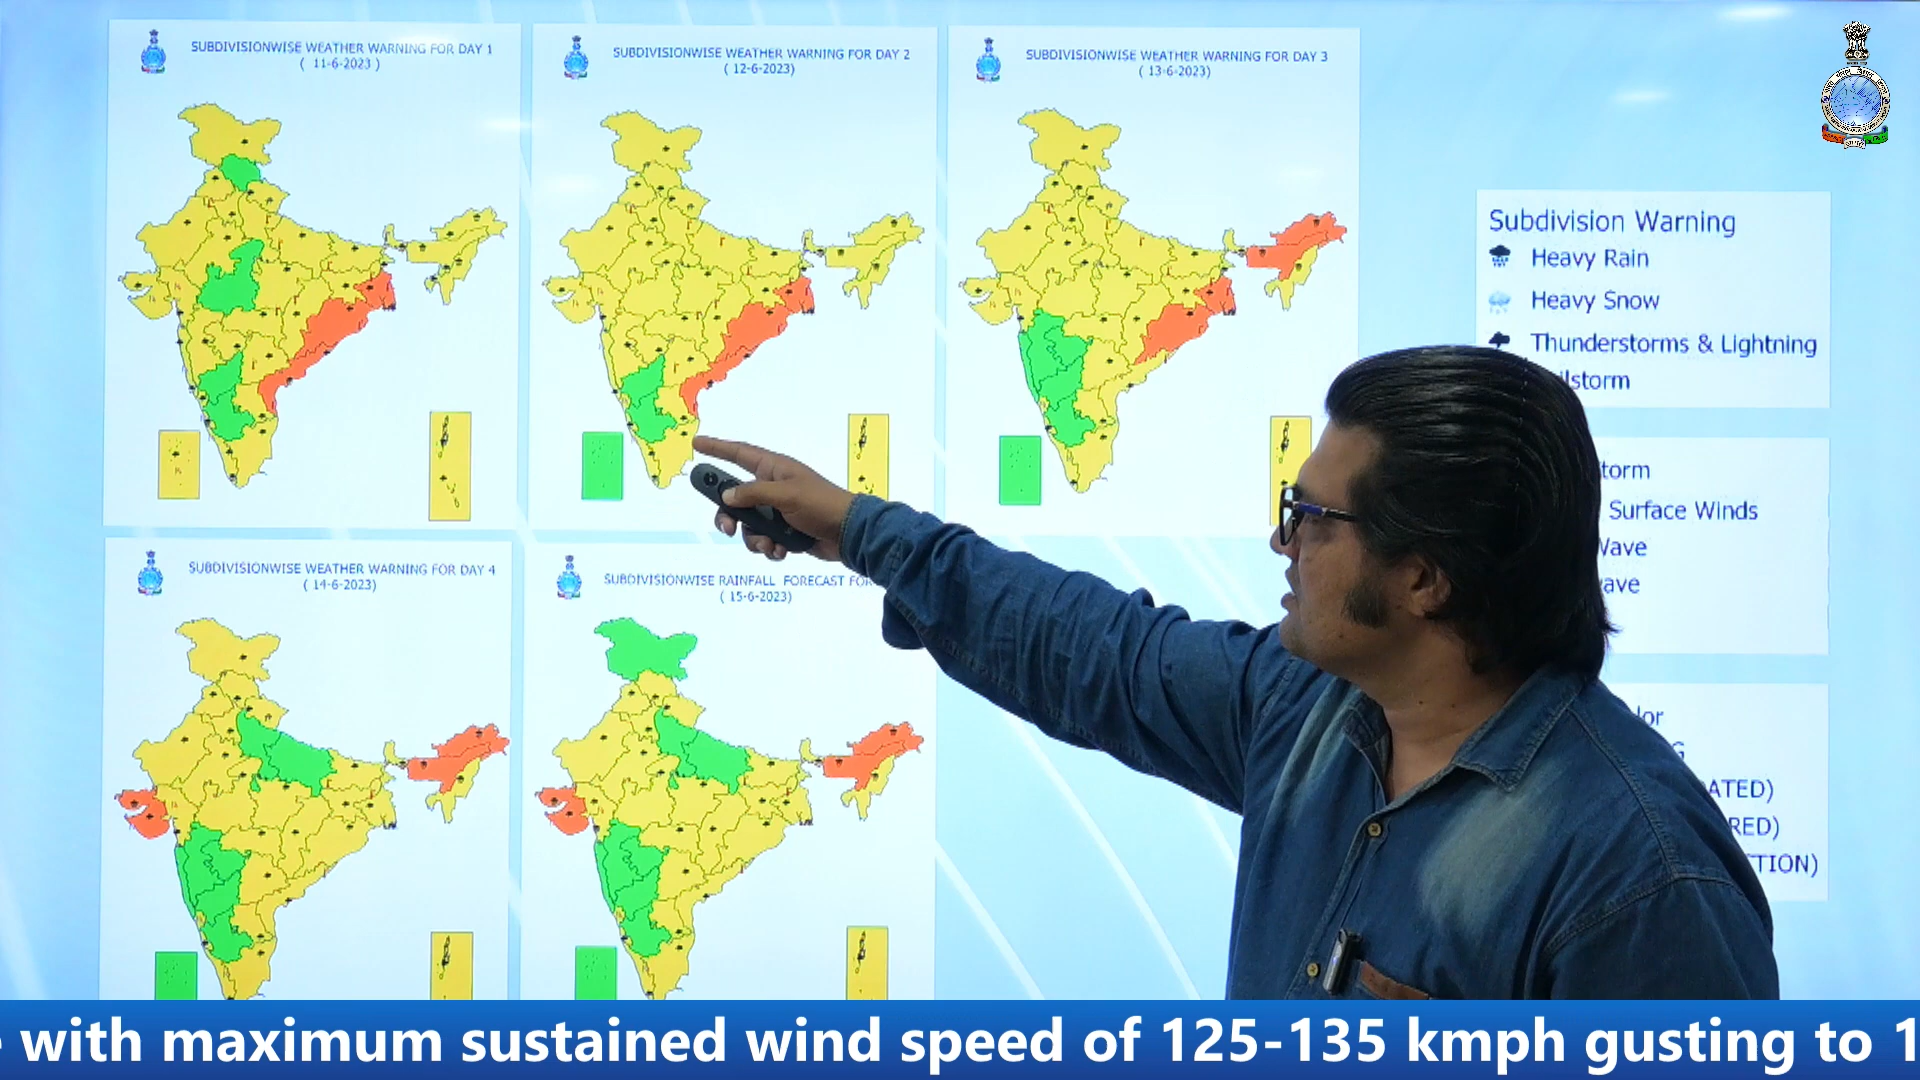 SUBDIVISIONWISE WEATHER WARNING FOR DAY 1
( 11-6-2023 )
SUBDIVISIONWISE WEATHER WARNING FOR DAY 2
( 12-6-2023)
SUBDIVISIONWISE WEATHER WARNING FOR DAY 3
( 13-6-2023)
Subdivision Warning
Heavy Rain
Heavy Snow
Thunderstorms & Lightning
ilstorm
torm
Surface Winds
Wave
ave
SUBDIVISIONWISE WEATHER WARNING FOR DAY 4
( 14-6-2023)
SUBDIVISIONWISE RAINFALL FORECAST FOR
( 15-6-2023)
lor
G
ATED)
RED)
TION)
with maximum sustained wind speed of 125-135 kmph gusting to 1